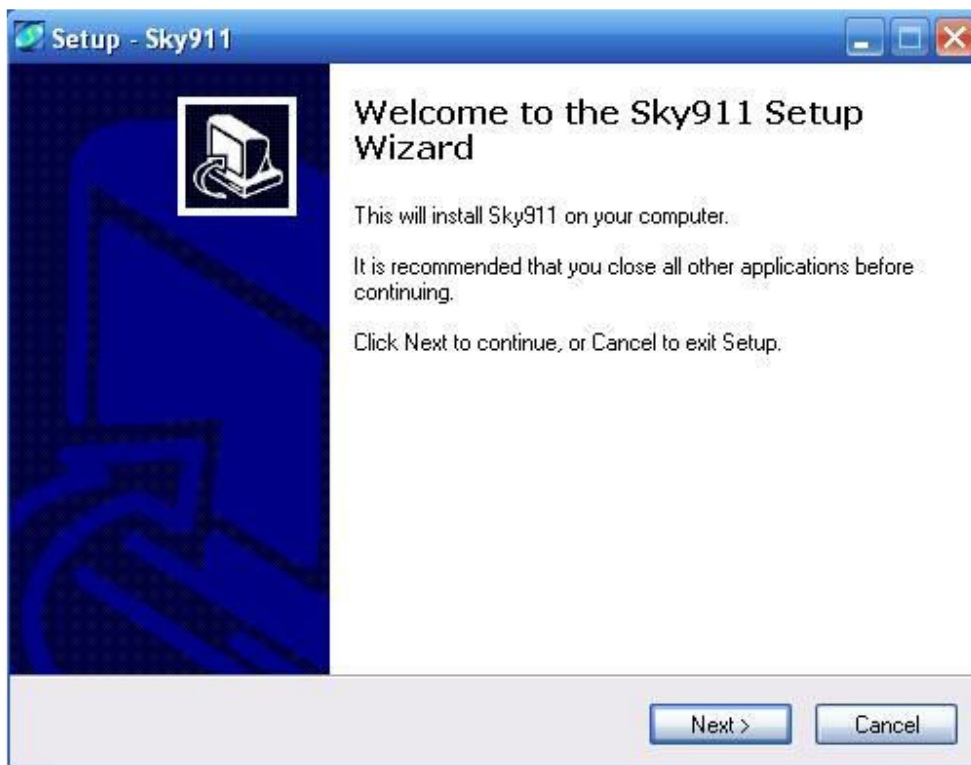 Setup - Sky911
Welcome to the Sky911 Setup
Wizard
This will install Sky911 on your computer.
It is recommended that you close all other applications before
continuing.
Click Next to continue, or Cancel to exit Setup.
Next >
Cancel